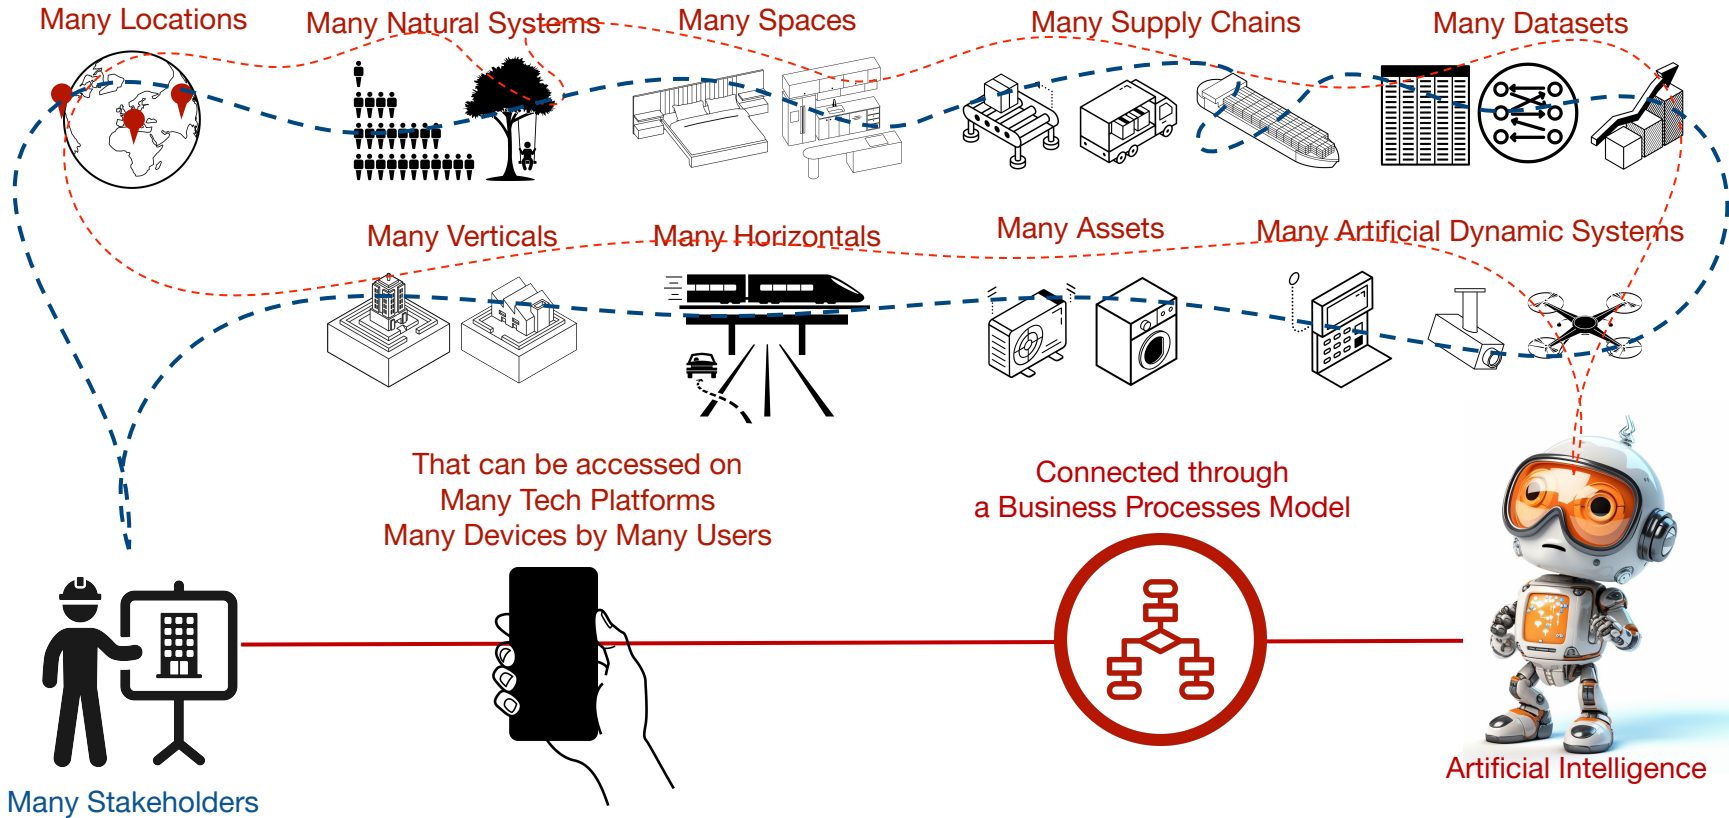 Many Locations
Many Natural Systems
Many Spaces
Many Supply Chains
Many Datasets
Many Verticals
Many Horizontals
Many Assets
Many Artificial Dynamic Systems
That can be accessed on
Many Tech Platforms
Many Devices by Many Users
Connected through
a Business Processes Model
Many Stakeholders
Artificial Intelligence